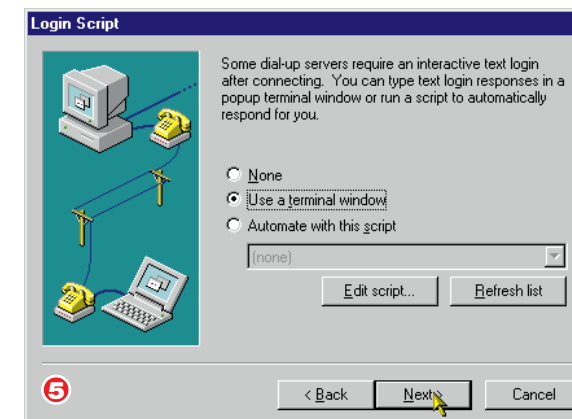 Login Script
Some dial-up servers require an interactive text login
after connecting. You can type text login responses in a
popup terminal window or run a script to automatically
respond for you.
None
Use a terminal window
Automate with this script
(none)
Edit script...
Refresh list
5
< Back
Next >
Cancel